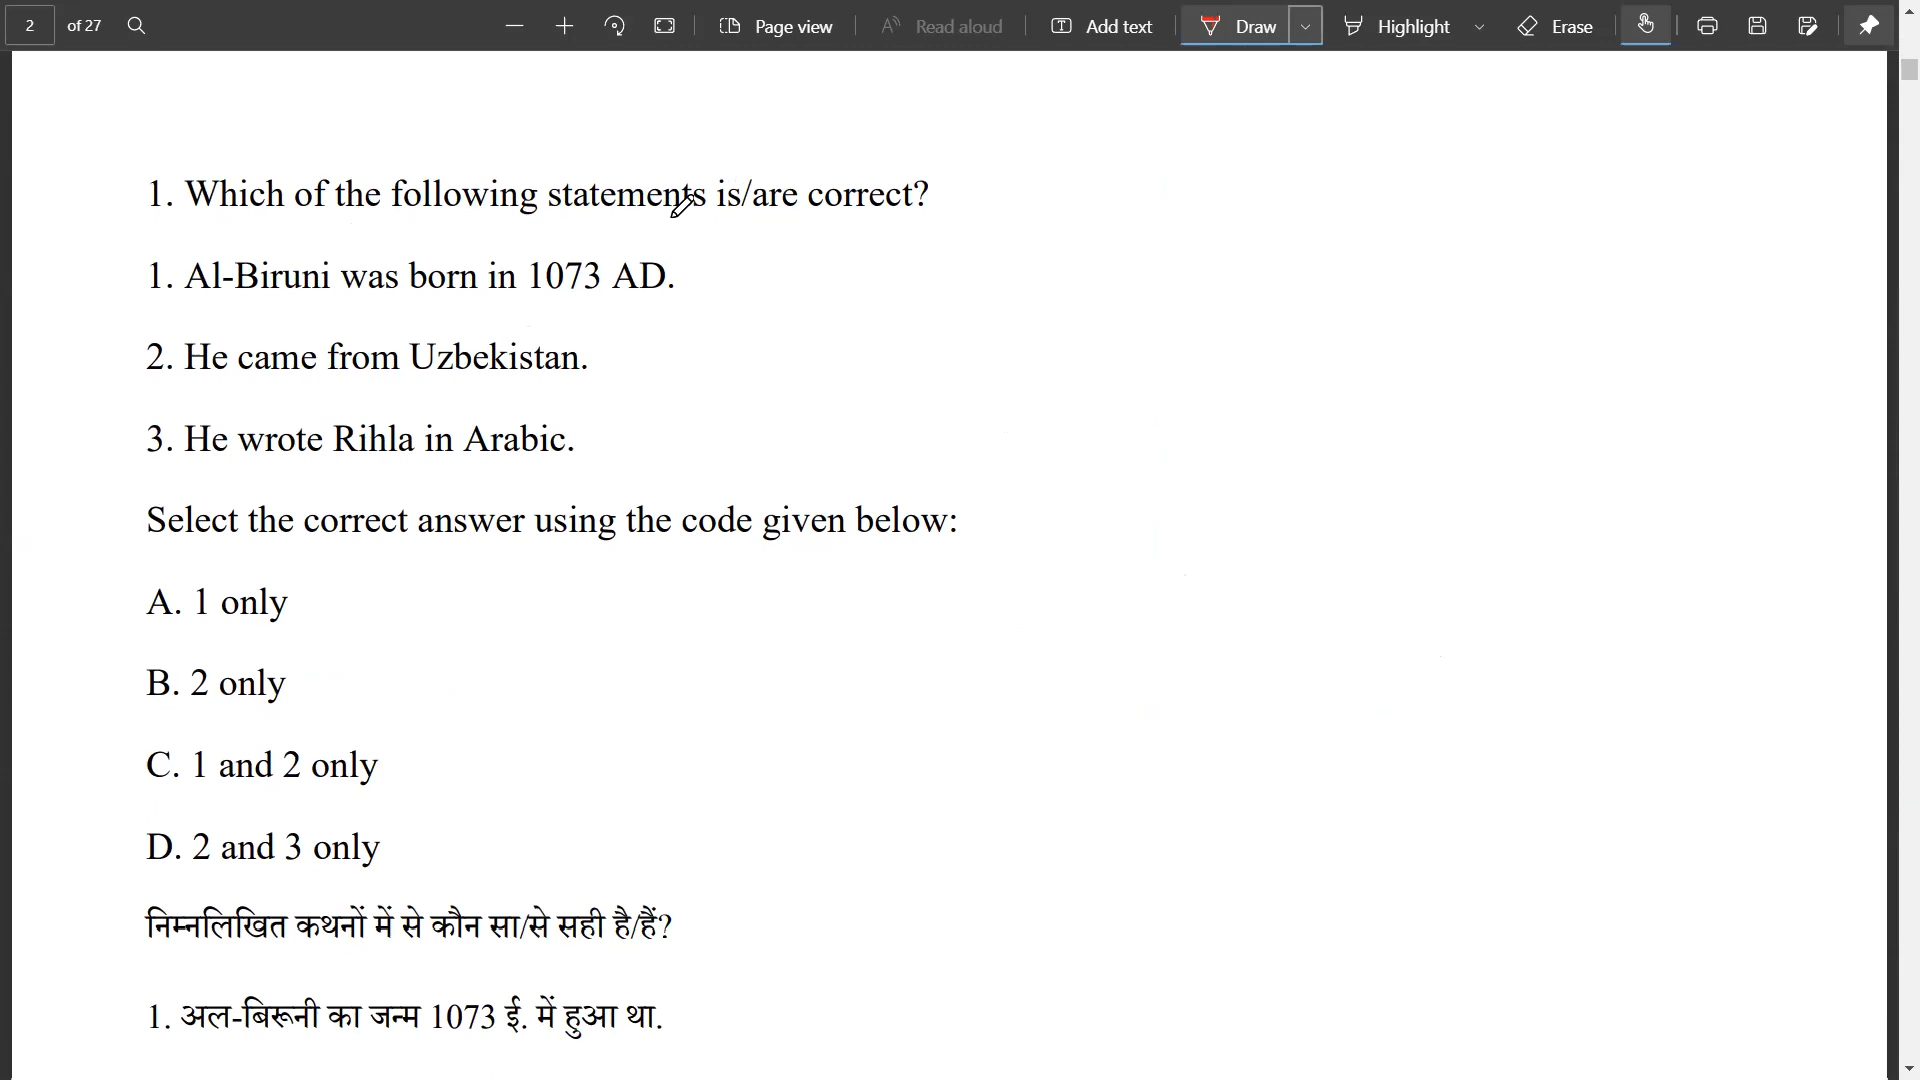 2 of 27 Page view Read aloud Add text Draw Highlight Erase
1. Which of the following statements is/are correct?
1. Al-Biruni was born in 1073 AD.
2. He came from Uzbekistan.
3. He wrote Rihla in Arabic.
Select the correct answer using the code given below:
A. 1 only
B. 2 only
C. 1 and 2 only
D. 2 and 3 only
निम्नलिखित कथनों में से कौन सा/से सही है/हैं?
1. अल-बिरूनी का जन्म 1073 ई. में हुआ था.